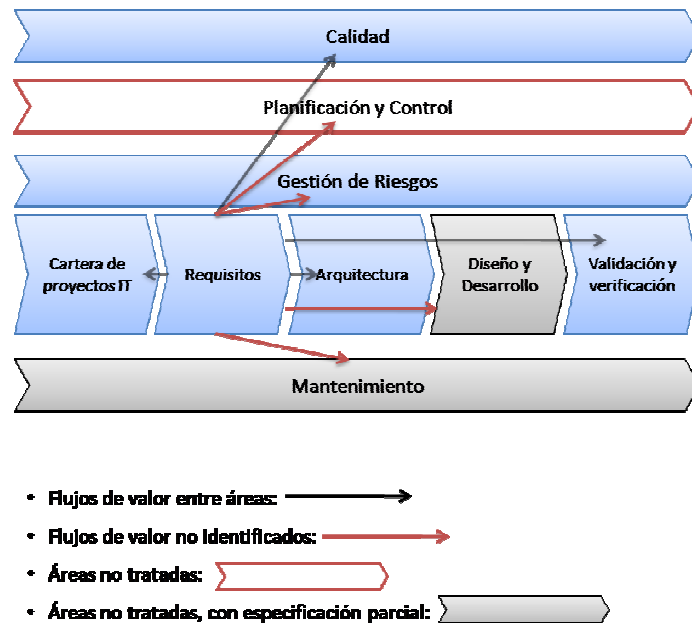 Calidad
Planificación y Control
Gestión de Riesgos
Cartera de
proyectos IT
Requisitos
Arquitectura
Diseño y
Desarrollo
Validación y
verificación
Mantenimiento
• Flujos de valor entre áreas:
• Flujos de valor no identificados:
• Áreas no tratadas:
• Áreas no tratadas, con especificación parcial: